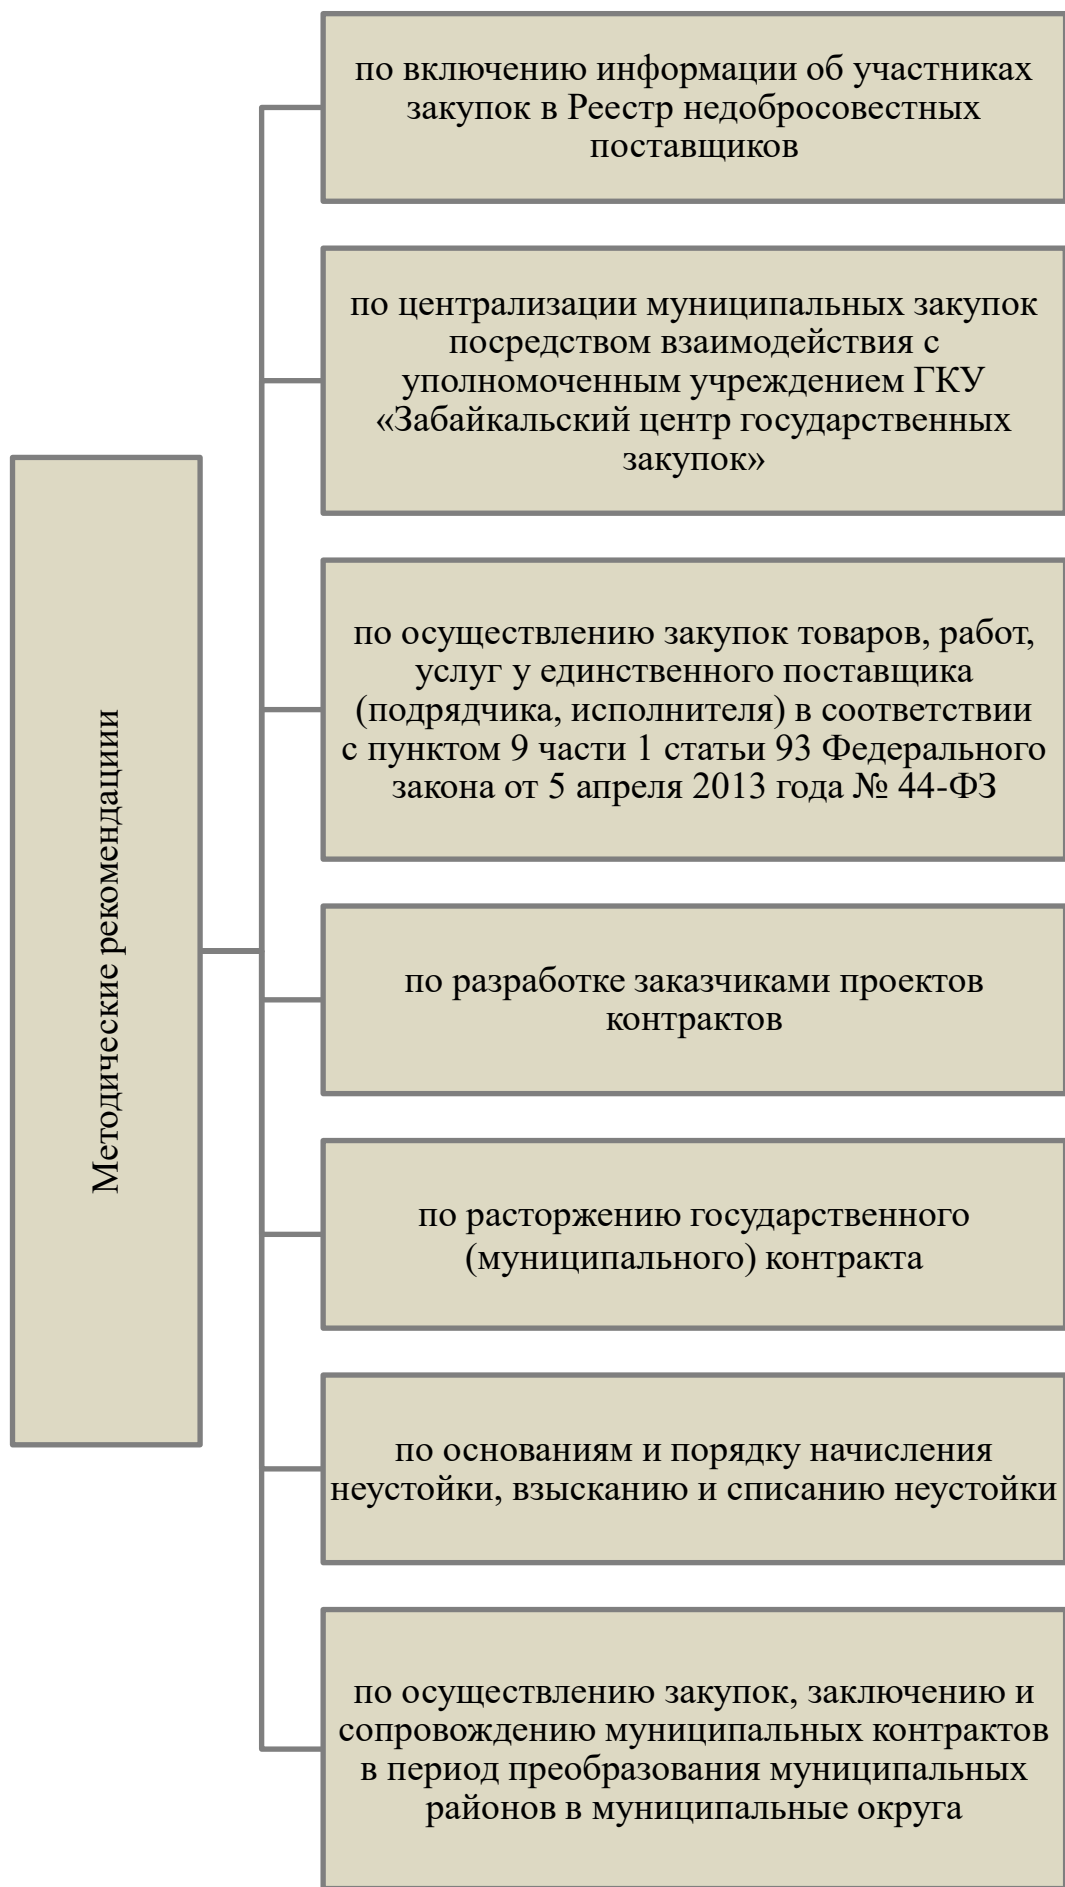 Методические рекомендациии
по включению информации об участниках
закупок в Реестр недобросовестных
поставщиков
по централизации муниципальных закупок
посредством взаимодействия с
уполномоченным учреждением ГКУ
«Забайкальский центр государственных
закупок»
по осуществлению закупок товаров, работ,
услуг у единственного поставщика
(подрядчика, исполнителя) в соответствии
с пунктом 9 части 1 статьи 93 Федерального
закона от 5 апреля 2013 года № 44-ФЗ
по разработке заказчиками проектов
контрактов
по расторжению государственного
(муниципального) контракта
по основаниям и порядку начисления
неустойки, взысканию и списанию неустойки
по осуществлению закупок, заключению и
сопровождению муниципальных контрактов
в период преобразования муниципальных
районов в муниципальные округа